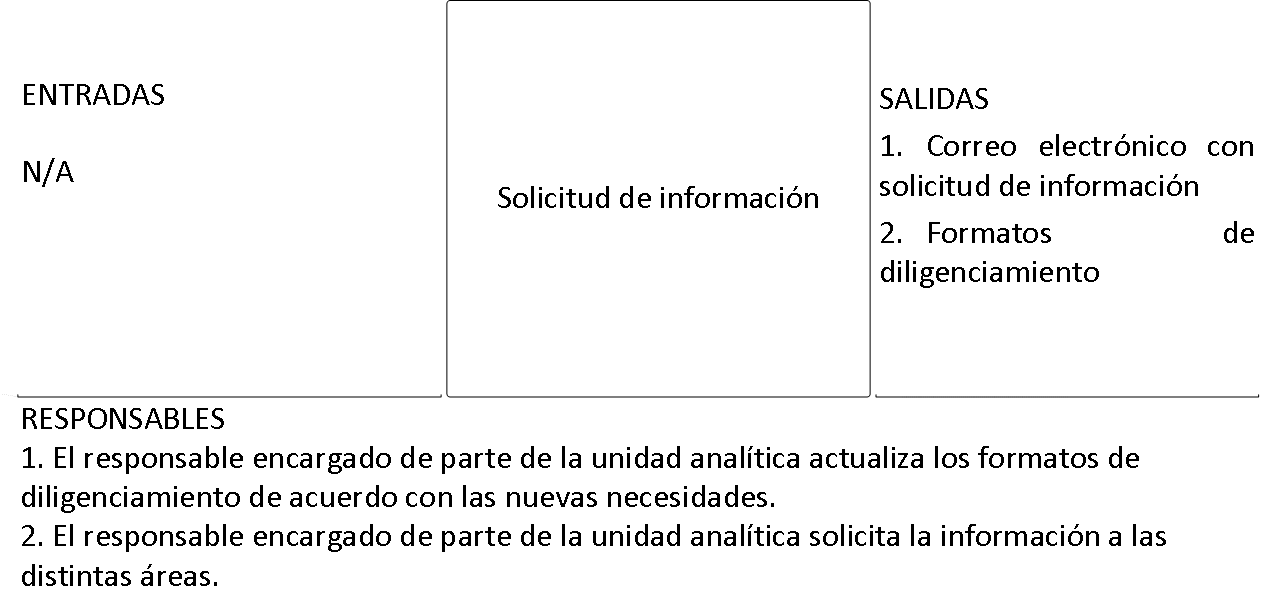 ENTRADAS
N/A
Solicitud de información
SALIDAS
1. Correo electrónico con
solicitud de información
2. Formatos de
diligenciamiento
RESPONSABLES
1. El responsable encargado de parte de la unidad analítica actualiza los formatos de
diligenciamiento de acuerdo con las nuevas necesidades.
2. El responsable encargado de parte de la unidad analítica solicita la información a las
distintas áreas.